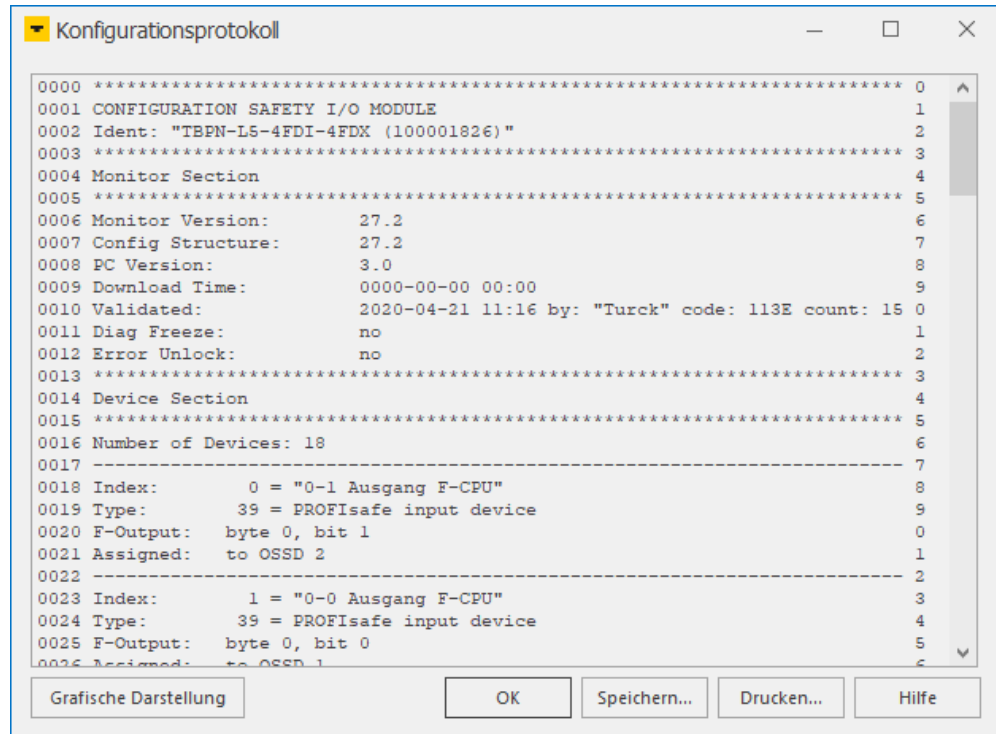 Konfigurationsprotokoll
0000 ************************************************************************** 0
0001 CONFIGURATION SAFETY I/O MODULE 1
0002 Ident: "TBPN-L5-4FDI-4FDX (100001826)" 2
0003 ************************************************************************** 3
0004 Monitor Section 4
0005 ************************************************************************** 5
0006 Monitor Version: 27.2 6
0007 Config Structure: 27.2 7
0008 PC Version: 3.0 8
0009 Download Time: 0000-00-00 00:00 9
0010 Validated: 2020-04-21 11:16 by: "Turck" code: 113E count: 15 0
0011 Diag Freeze: no 1
0012 Error Unlock: no 2
0013 ************************************************************************** 3
0014 Device Section 4
0015 ************************************************************************** 5
0016 Number of Devices: 18 6
0017 -------------------------------------------------------------------------- 7
0018 Index: 0 = "0-1 Ausgang F-CPU" 8
0019 Type: 39 = PROFIsafe input device 9
0020 F-Output: byte 0, bit 1 0
0021 Assigned: to OSSD 2 1
0022 -------------------------------------------------------------------------- 2
0023 Index: 1 = "0-0 Ausgang F-CPU" 3
0024 Type: 39 = PROFIsafe input device 4
0025 F-Output: byte 0, bit 0 5
0026 Assigned: to OSSD 1 6
Grafische Darstellung OK Speichern... Drucken... Hilfe